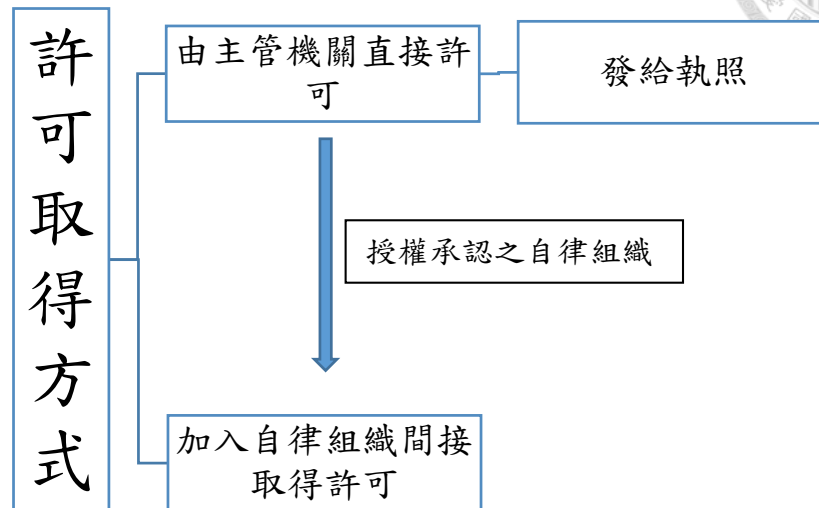 許可取得方式
由主管機關直接許
可
發給執照
授權承認之自律組織
加入自律組織間接
取得許可